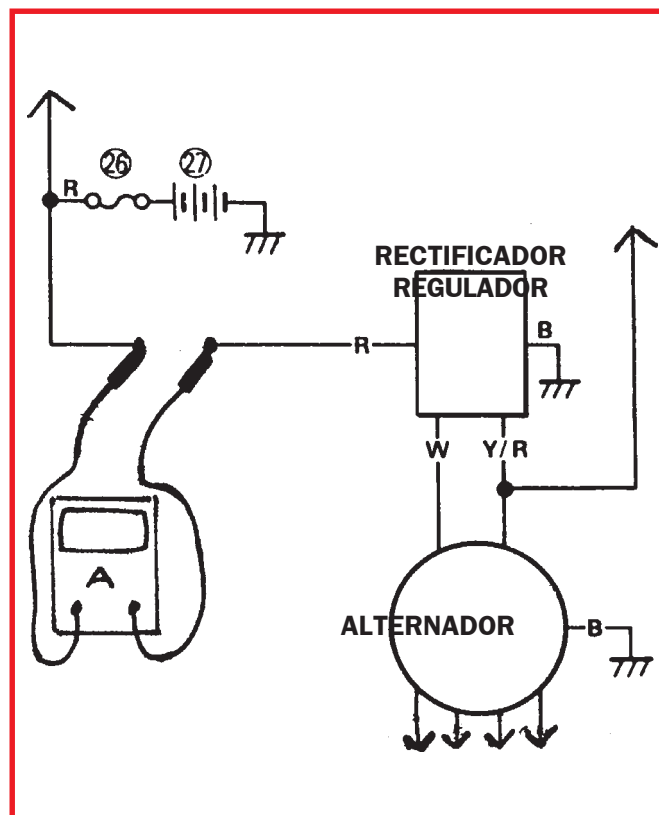 26 27
R
RECTIFICADOR
REGULADOR
R
B
W Y/R
A
ALTERNADOR
B